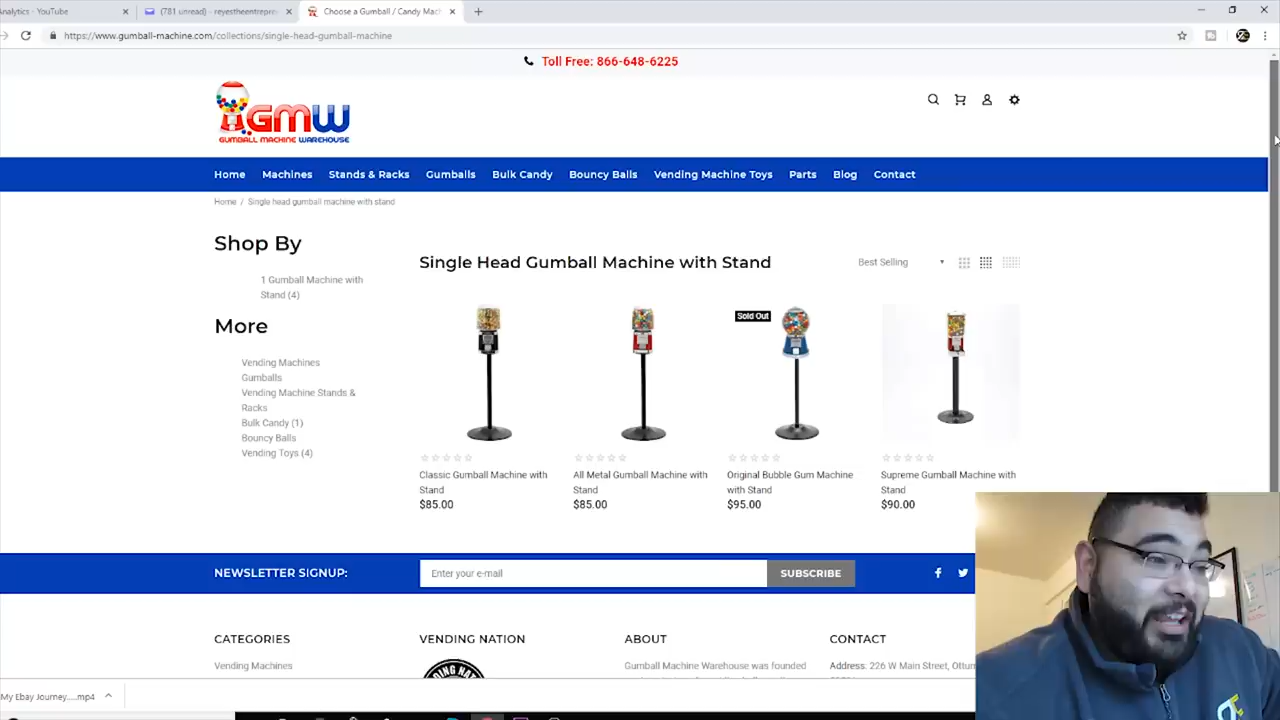 Analytics - YouTube
(781 unread) - reyestheentrepre
Choose a Gumball / Candy Mac
https://www.gumball-machine.com/collections/single-head-gumball-machine
Toll Free: 866-648-6225
GMW
GUMBALL MACHINE WAREHOUSE
Home Machines Stands & Racks Gumballs Bulk Candy Bouncy Balls Vending Machine Toys Parts Blog Contact
Home / Single head gumball machine with stand
Shop By
1 Gumball Machine with
Stand (4)
More
Vending Machines
Gumballs
Vending Machine Stands &
Racks
Bulk Candy (1)
Bouncy Balls
Vending Toys (4)
Single Head Gumball Machine with Stand
Best Selling
Sold Out
Classic Gumball Machine with
Stand
$85.00
All Metal Gumball Machine with
Stand
$85.00
Original Bubble Gum Machine
with Stand
$95.00
Supreme Gumball Machine with
Stand
$90.00
NEWSLETTER SIGNUP:
Enter your e-mail
SUBSCRIBE
CATEGORIES
Vending Machines
VENDING NATION
ABOUT
Gumball Machine Warehouse was founded
CONTACT
Address: 226 W Main Street, Ottum
My Ebay Journey.....mp4